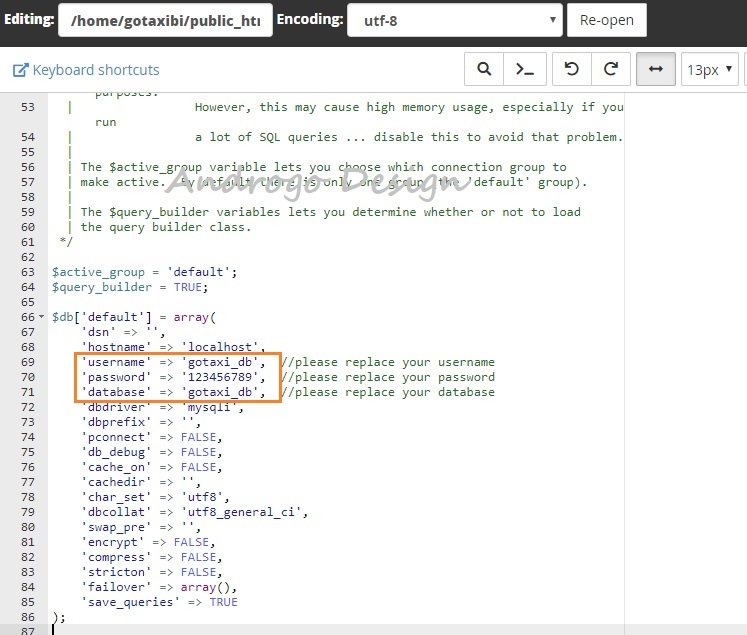 Editing: /home/gotaxibi/public_htı Encoding: utf-8 Re-open
Keyboard shortcuts 13px
purposes.
53 | However, this may cause high memory usage, especially if you
run
54 | a lot of SQL queries ... disable this to avoid that problem.
55 |
56 | The $active_group variable lets you choose which connection group to
57 | make active. By default there is only one group (the 'default' group).
Androgo Design
58 |
59 | The $query_builder variables lets you determine whether or not to load
60 | the query builder class.
61 */
62
63 $active_group = 'default';
64 $query_builder = TRUE;
65
66 $db['default'] = array(
67 'dsn' => '',
68 'hostname' => 'localhost',
69 'username' => 'gotaxi_db', //please replace your username
70 'password' => '123456789', //please replace your password
71 'database' => 'gotaxi_db', //please replace your database
72 'dbdriver' => 'mysqli',
73 'dbprefix' => '',
74 'pconnect' => FALSE,
75 'db_debug' => FALSE,
76 'cache_on' => FALSE,
77 'cachedir' => '',
78 'char_set' => 'utf8',
79 'dbcollat' => 'utf8_general_ci',
80 'swap_pre' => '',
81 'encrypt' => FALSE,
82 'compress' => FALSE,
83 'stricton' => FALSE,
84 'failover' => array(),
85 'save_queries' => TRUE
86 );
87